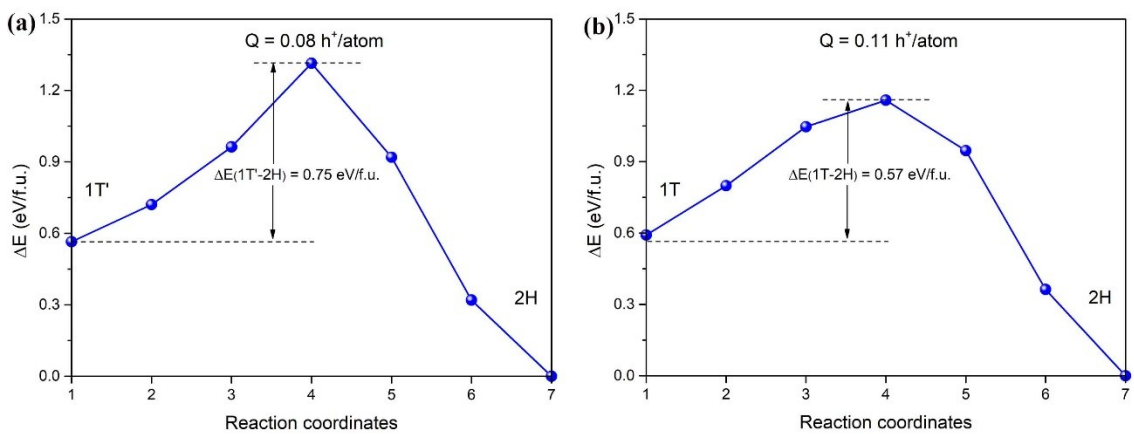 (a)
Q = 0.08 h⁺/atom
1.5
1.2
0.9
0.6
0.3
0.0
ΔE (eV/f.u.)
1T'
ΔE(1T'-2H) = 0.75 eV/f.u.
2H
1 2 3 4 5 6 7
Reaction coordinates
(b)
Q = 0.11 h⁺/atom
1.5
1.2
0.9
0.6
0.3
0.0
ΔE (eV/f.u.)
1T
ΔE(1T-2H) = 0.57 eV/f.u.
2H
1 2 3 4 5 6 7
Reaction coordinates